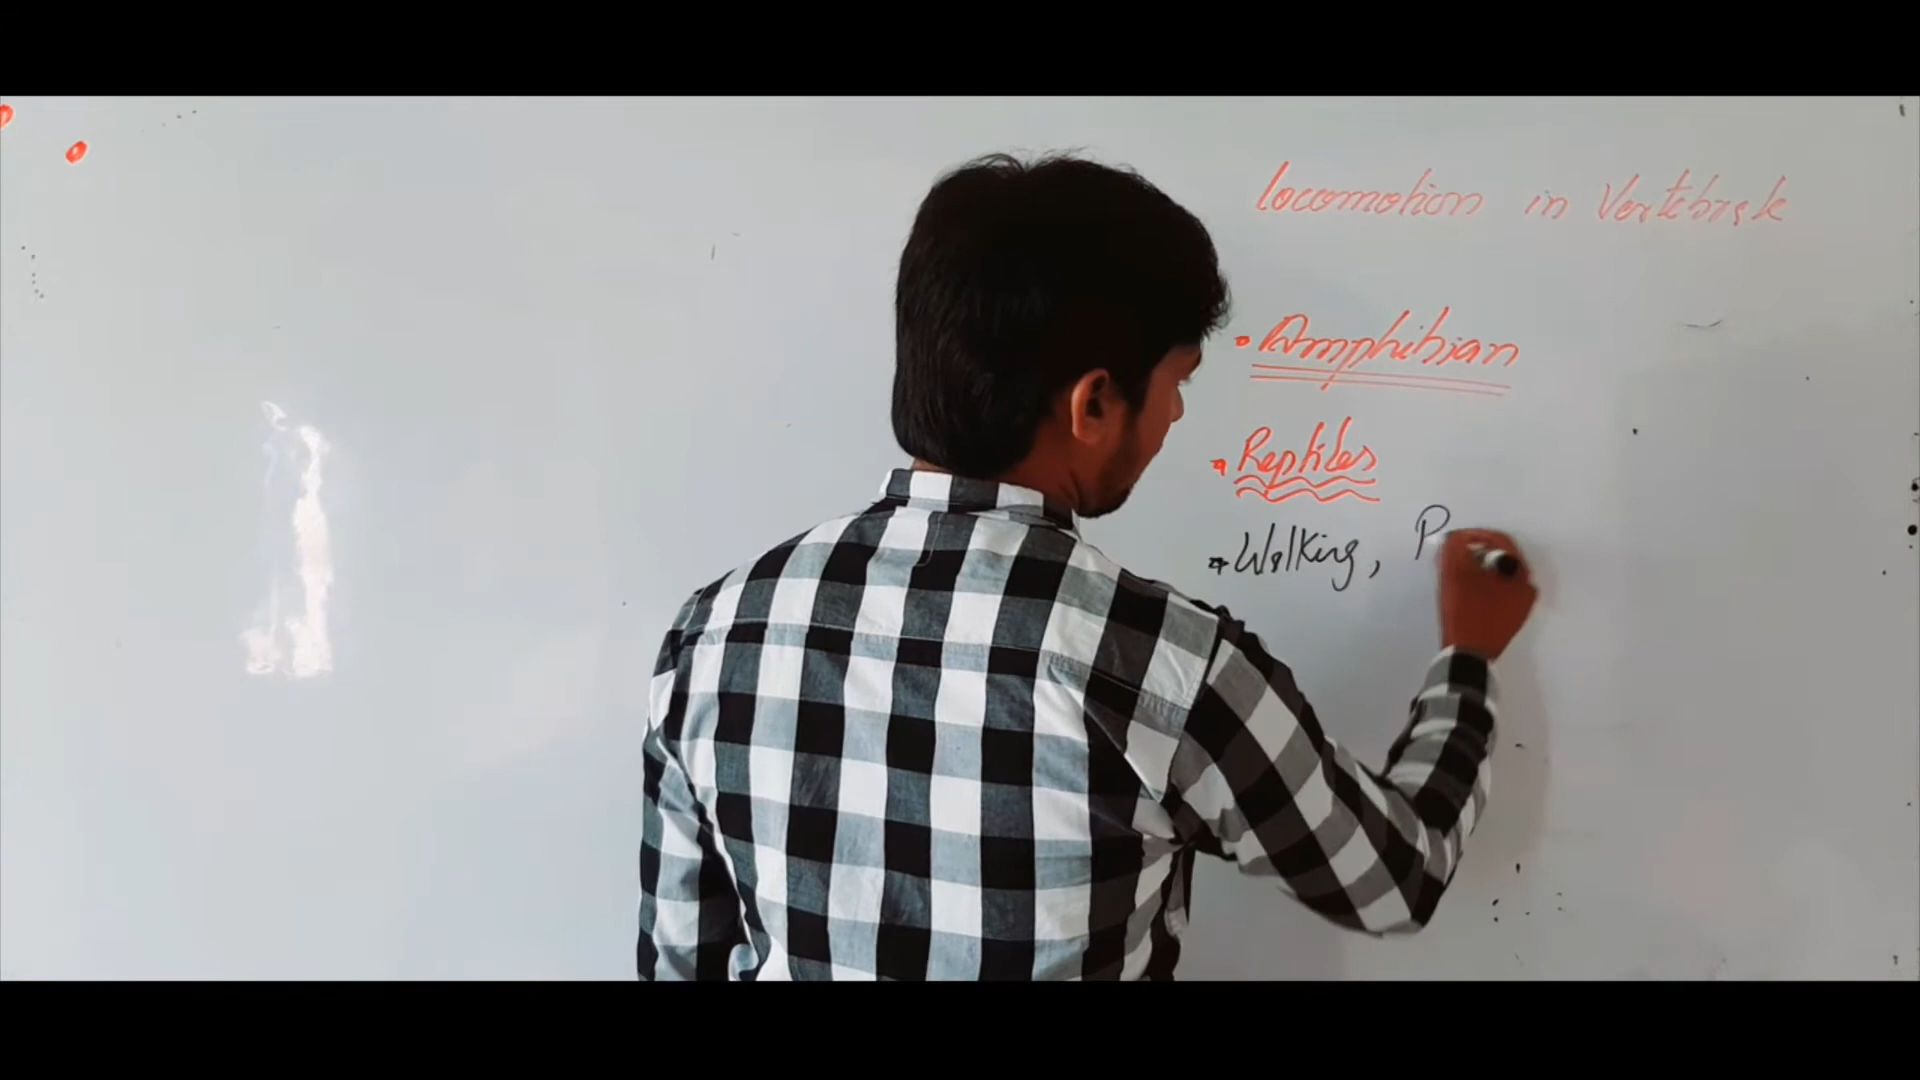 Locomotion in Vertebrate
• Amphibian
• Reptiles
• Walking, P